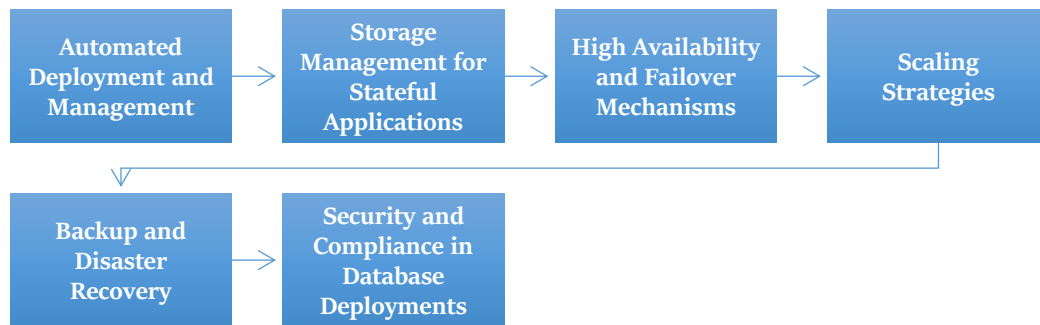 Automated
Deployment and
Management
Storage
Management for
Stateful
Applications
High Availability
and Failover
Mechanisms
Scaling
Strategies
Backup and
Disaster
Recovery
Security and
Compliance in
Database
Deployments